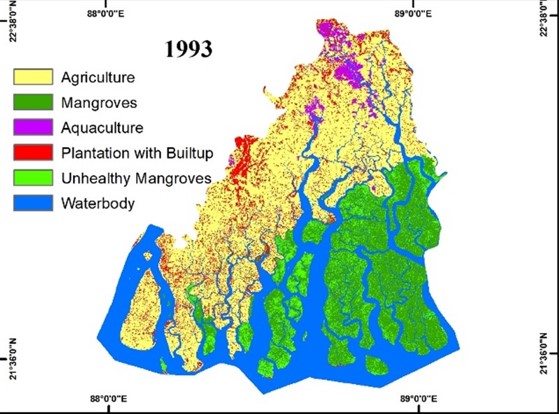 88°0'0"E
89°0'0"E
22°38'0"N
22°38'0"N
1993
Agriculture
Mangroves
Aquaculture
Plantation with Builtup
Unhealthy Mangroves
Waterbody
21°36'0"N
21°36'0"N
88°0'0"E
89°0'0"E